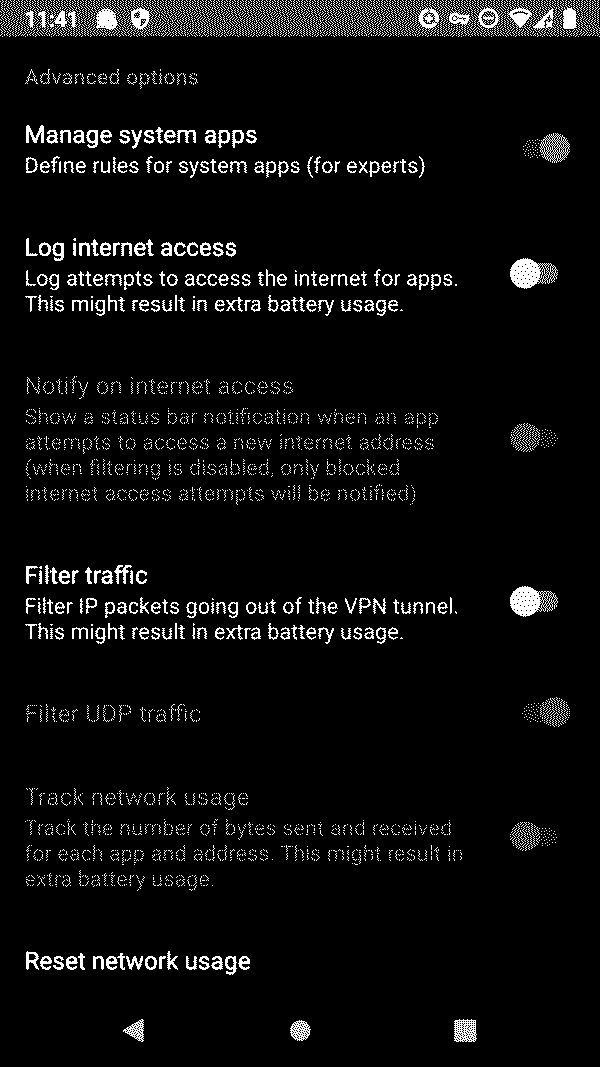 11:41
Advanced options
Manage system apps
Define rules for system apps (for experts)
Log internet access
Log attempts to access the internet for apps.
This might result in extra battery usage.
Notify on internet access
Show a status bar notification when an app
attempts to access a new internet address
(when filtering is disabled, only blocked
internet access attempts will be notified)
Filter traffic
Filter IP packets going out of the VPN tunnel.
This might result in extra battery usage.
Filter UDP traffic
Track network usage
Track the number of bytes sent and received
for each app and address. This might result in
extra battery usage.
Reset network usage